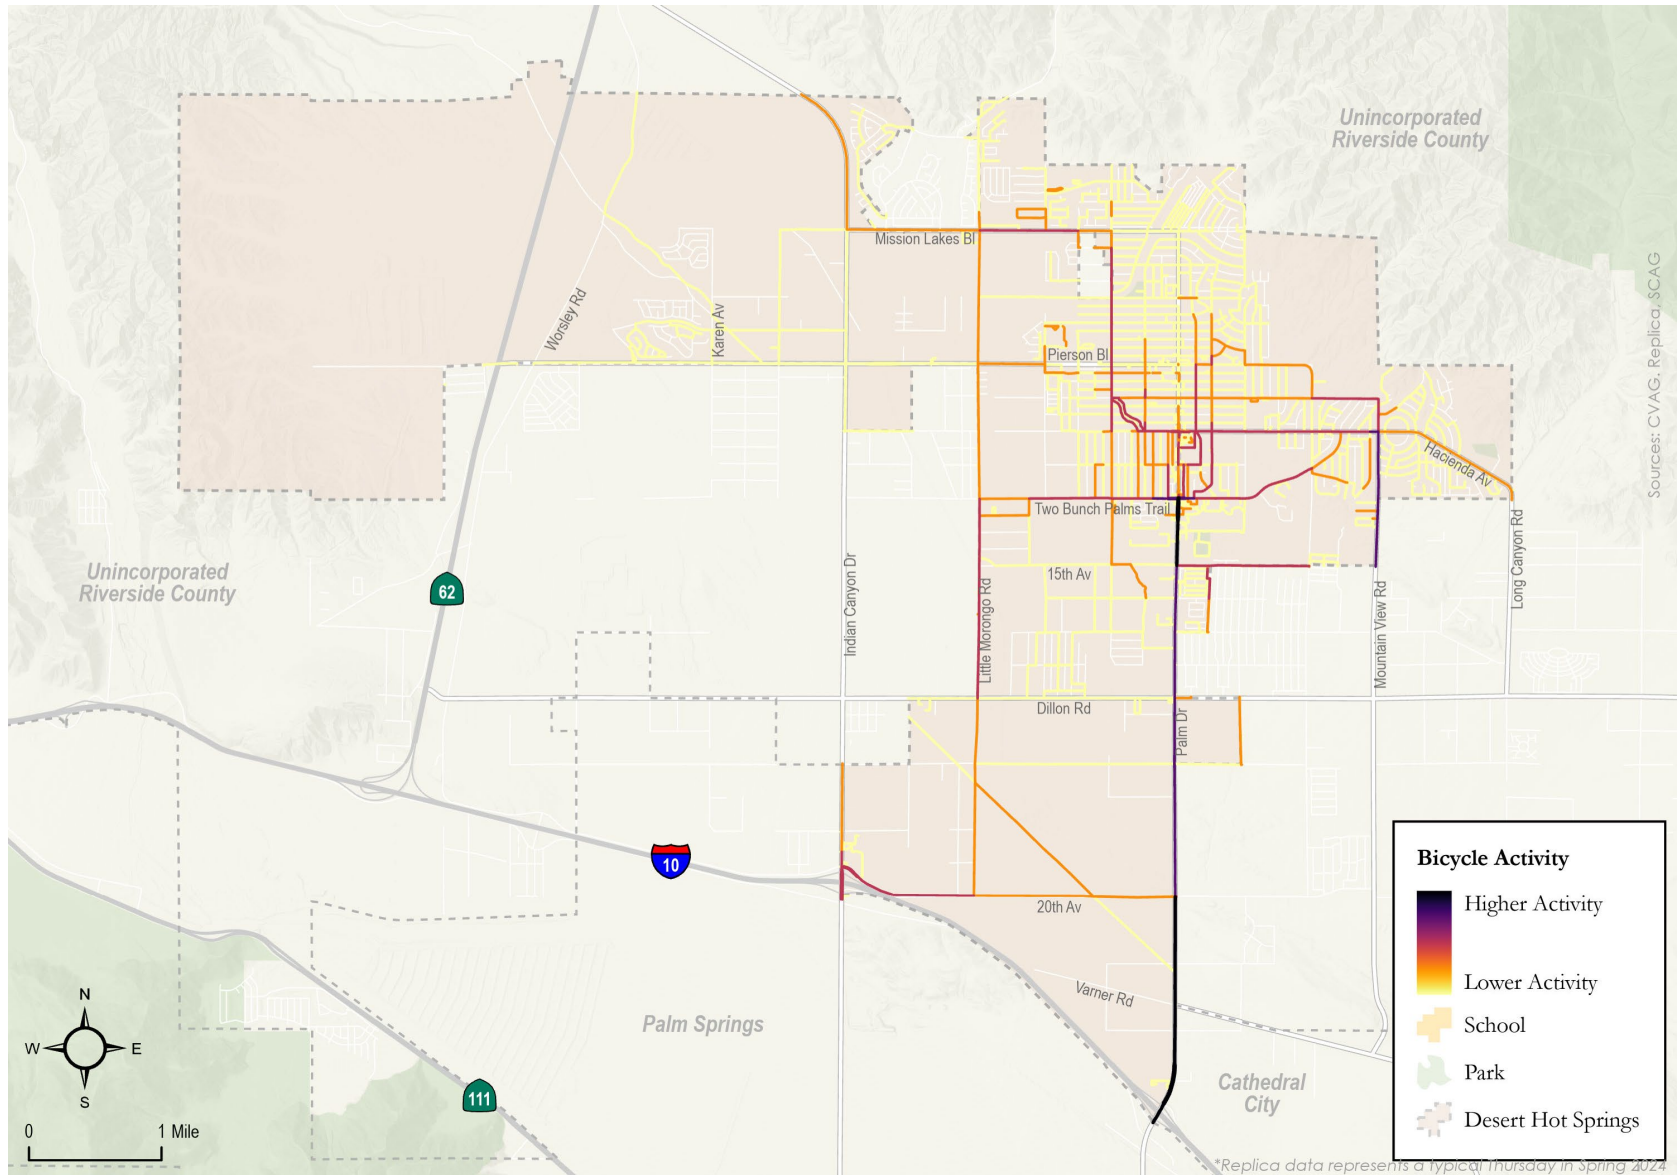 Unincorporated
Riverside County
Mission Lakes Bl
Worsley Rd
Karen Av
Pierson Bl
Hacienda Av
Two Bunch Palms Trail
Sources: CVAG, Replica, SCAG
Unincorporated
Riverside County
62
Indian Canyon Dr
Little Morongo Rd
15th Av
Mountain View Rd
Long Canyon Rd
Dillon Rd
Palm Dr
10
20th Av
Varner Rd
Palm Springs
Cathedral
City
111
N
W
E
S
0
1 Mile
Bicycle Activity
Higher Activity
Lower Activity
School
Park
Desert Hot Springs
*Replica data represents a typical Thursday in Spring 2024